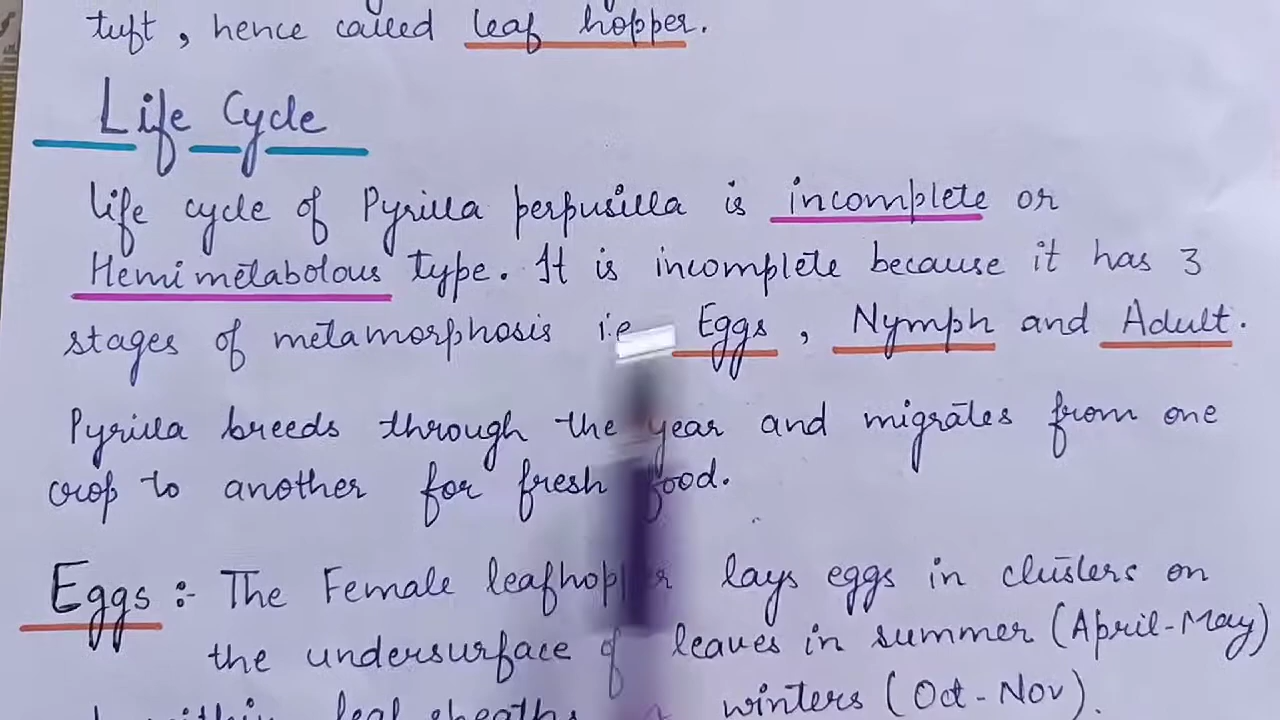 tuft, hence called leaf hopper.
Life Cycle
life cycle of Pyrilla perpusilla is incomplete or
Hemimetabolous type. It is incomplete because it has 3
stages of metamorphosis i.e Eggs, Nymph and Adult.
Pyrilla breeds through the year and migrates from one
crop to another for fresh food.
Eggs :- The Female leafhopper lays eggs in clusters on
the undersurface of leaves in summer (April-May)
within leaf sheaths winters (Oct-Nov).